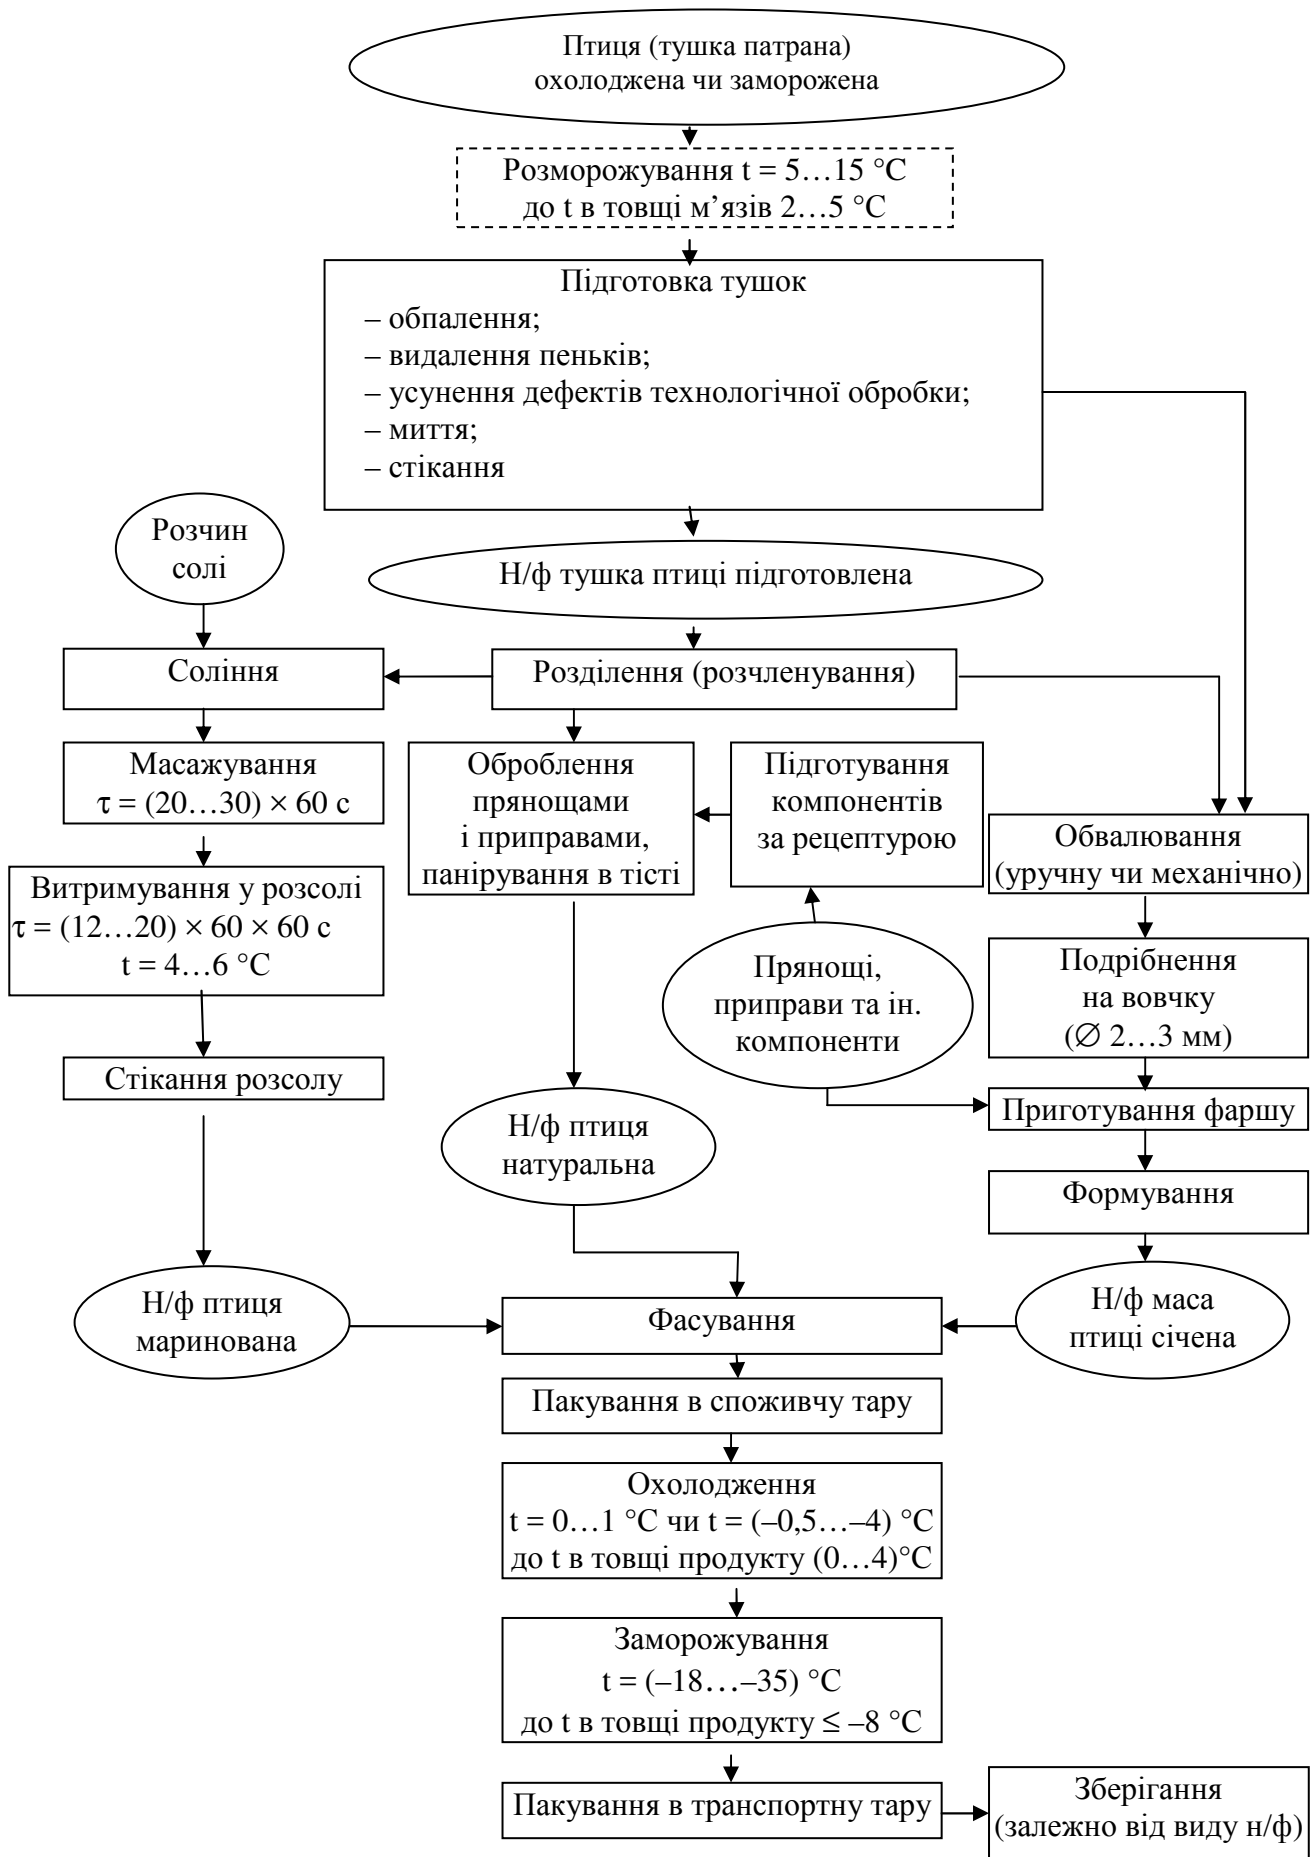 Птиця (тушка патрана)
охолоджена чи заморожена
Розморожування t = 5…15 °С
до t в товщі м’язів 2…5 °С
Підготовка тушок
– обпалення;
– видалення пеньків;
– усунення дефектів технологічної обробки;
– миття;
– стікання
Розчин
солі
Н/ф тушка птиці підготовлена
Соління
Розділення (розчленування)
Масажування
τ = (20…30) × 60 с
Оброблення
прянощами
і приправами,
панірування в тісті
Підготування
компонентів
за рецептурою
Обвалювання
(уручну чи механічно)
Витримування у розсолі
τ = (12…20) × 60 × 60 с
t = 4…6 °С
Прянощі,
приправи та ін.
компоненти
Подрібнення
на вовчку
(∅ 2…3 мм)
Стікання розсолу
Приготування фаршу
Н/ф птиця
натуральна
Формування
Н/ф птиця
маринована
Фасування
Н/ф маса
птиці січена
Пакування в споживчу тару
Охолодження
t = 0…1 °С чи t = (–0,5…–4) °С
до t в товщі продукту (0…4)°С
Заморожування
t = (–18…–35) °С
до t в товщі продукту ≤ –8 °С
Пакування в транспортну тару
Зберігання
(залежно від виду н/ф)